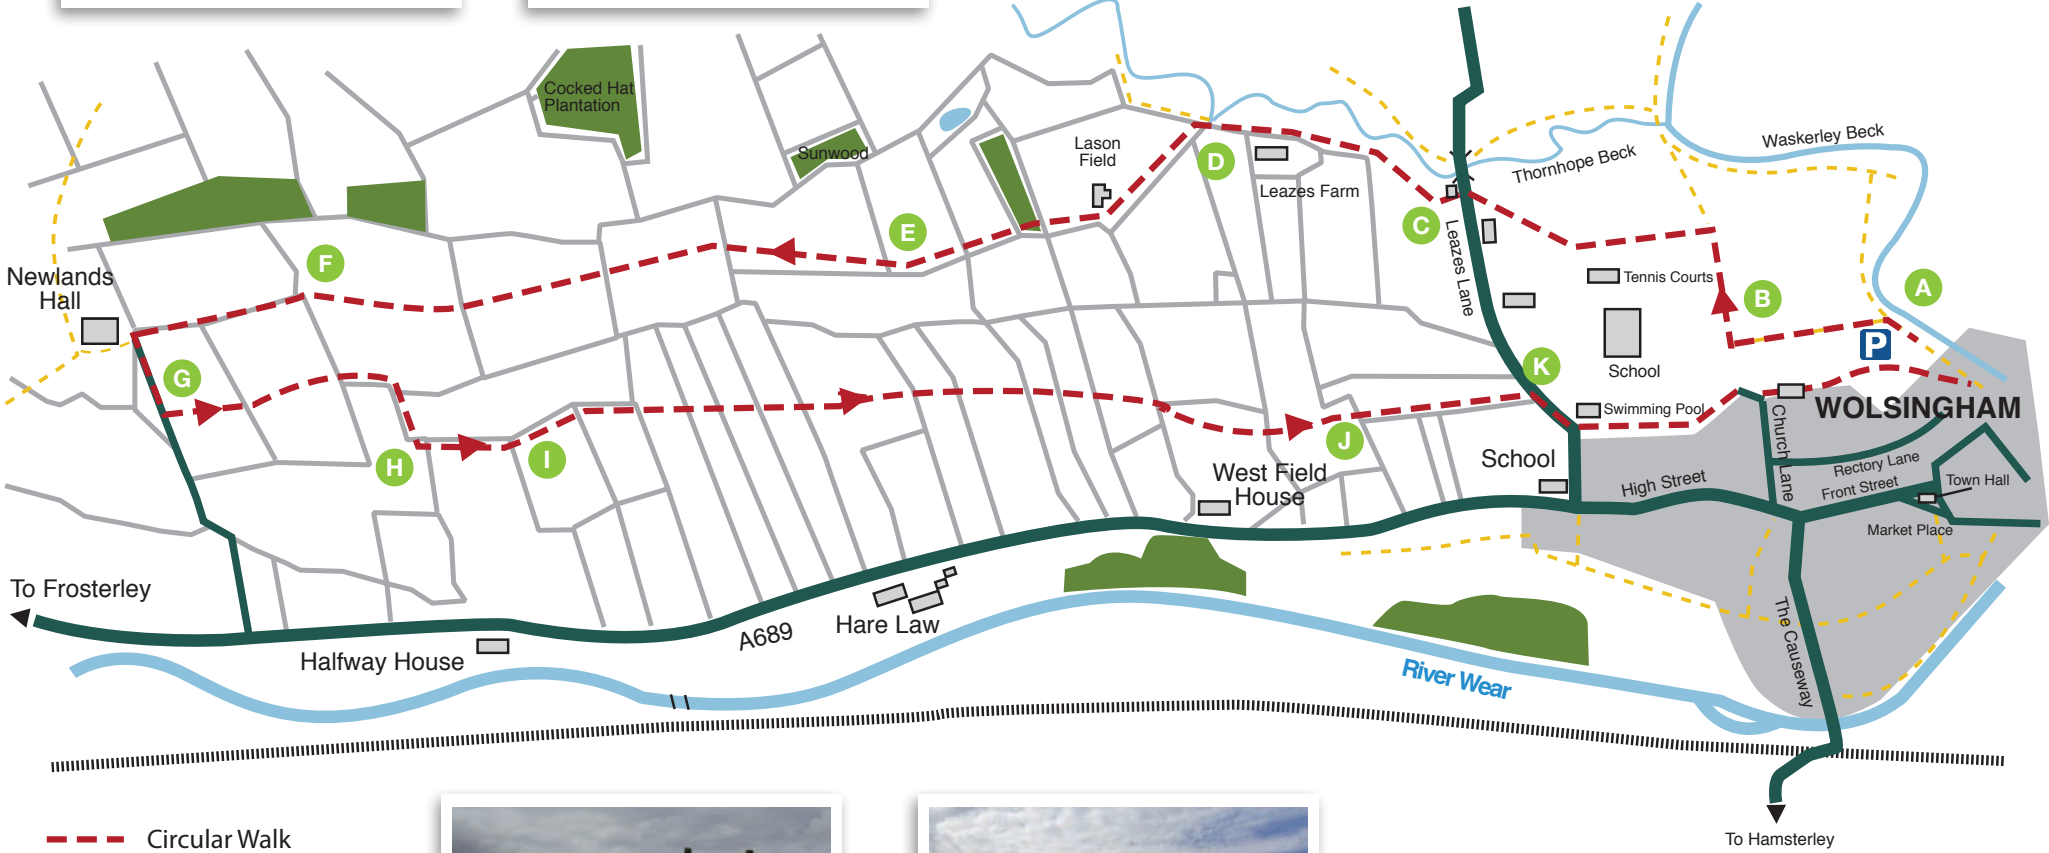 Cocked Hat
Plantation
Sunwood
Lason
Field
D
Leazes Farm
Thornhope Beck
Waskerley Beck
C
E
F
Leazes Lane
Tennis Courts
B
A
P
Newlands
Hall
G
School
K
Swimming Pool
WOLSINGHAM
Church Lane
H
I
J
West Field
House
School
High Street
Rectory Lane
Front Street
Town Hall
Market Place
To Frosterley
Halfway House
A689
Hare Law
River Wear
The Causeway
To Hamsterley
Circular Walk